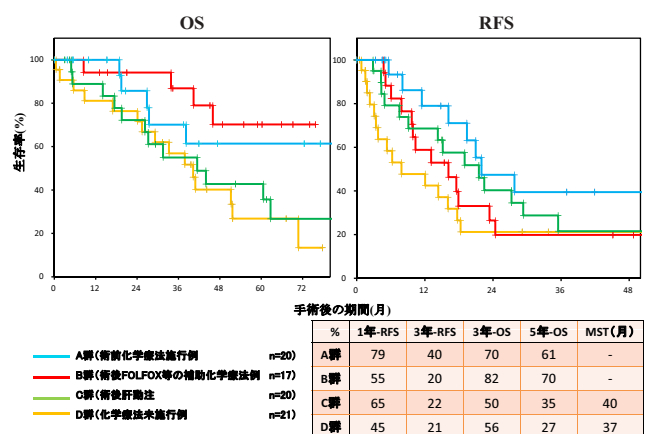 OS
RFS
生存率(%)
100
80
60
40
20
0
0
12
24
36
48
60
72
100
80
60
40
20
0
0
12
24
36
48
手術後の期間(月)
A群(術前化学療法施行例 n=20)
B群(術後FOLFOX等の補助化学療法例 n=17)
C群(術後肝動注 n=20)
D群(化学療法未施行例 n=21)
% 1年-RFS 3年-RFS 3年-OS 5年-OS MST(月)
A群 79 40 70 61 -
B群 55 20 82 70 -
C群 65 22 50 35 40
D群 45 21 56 27 37